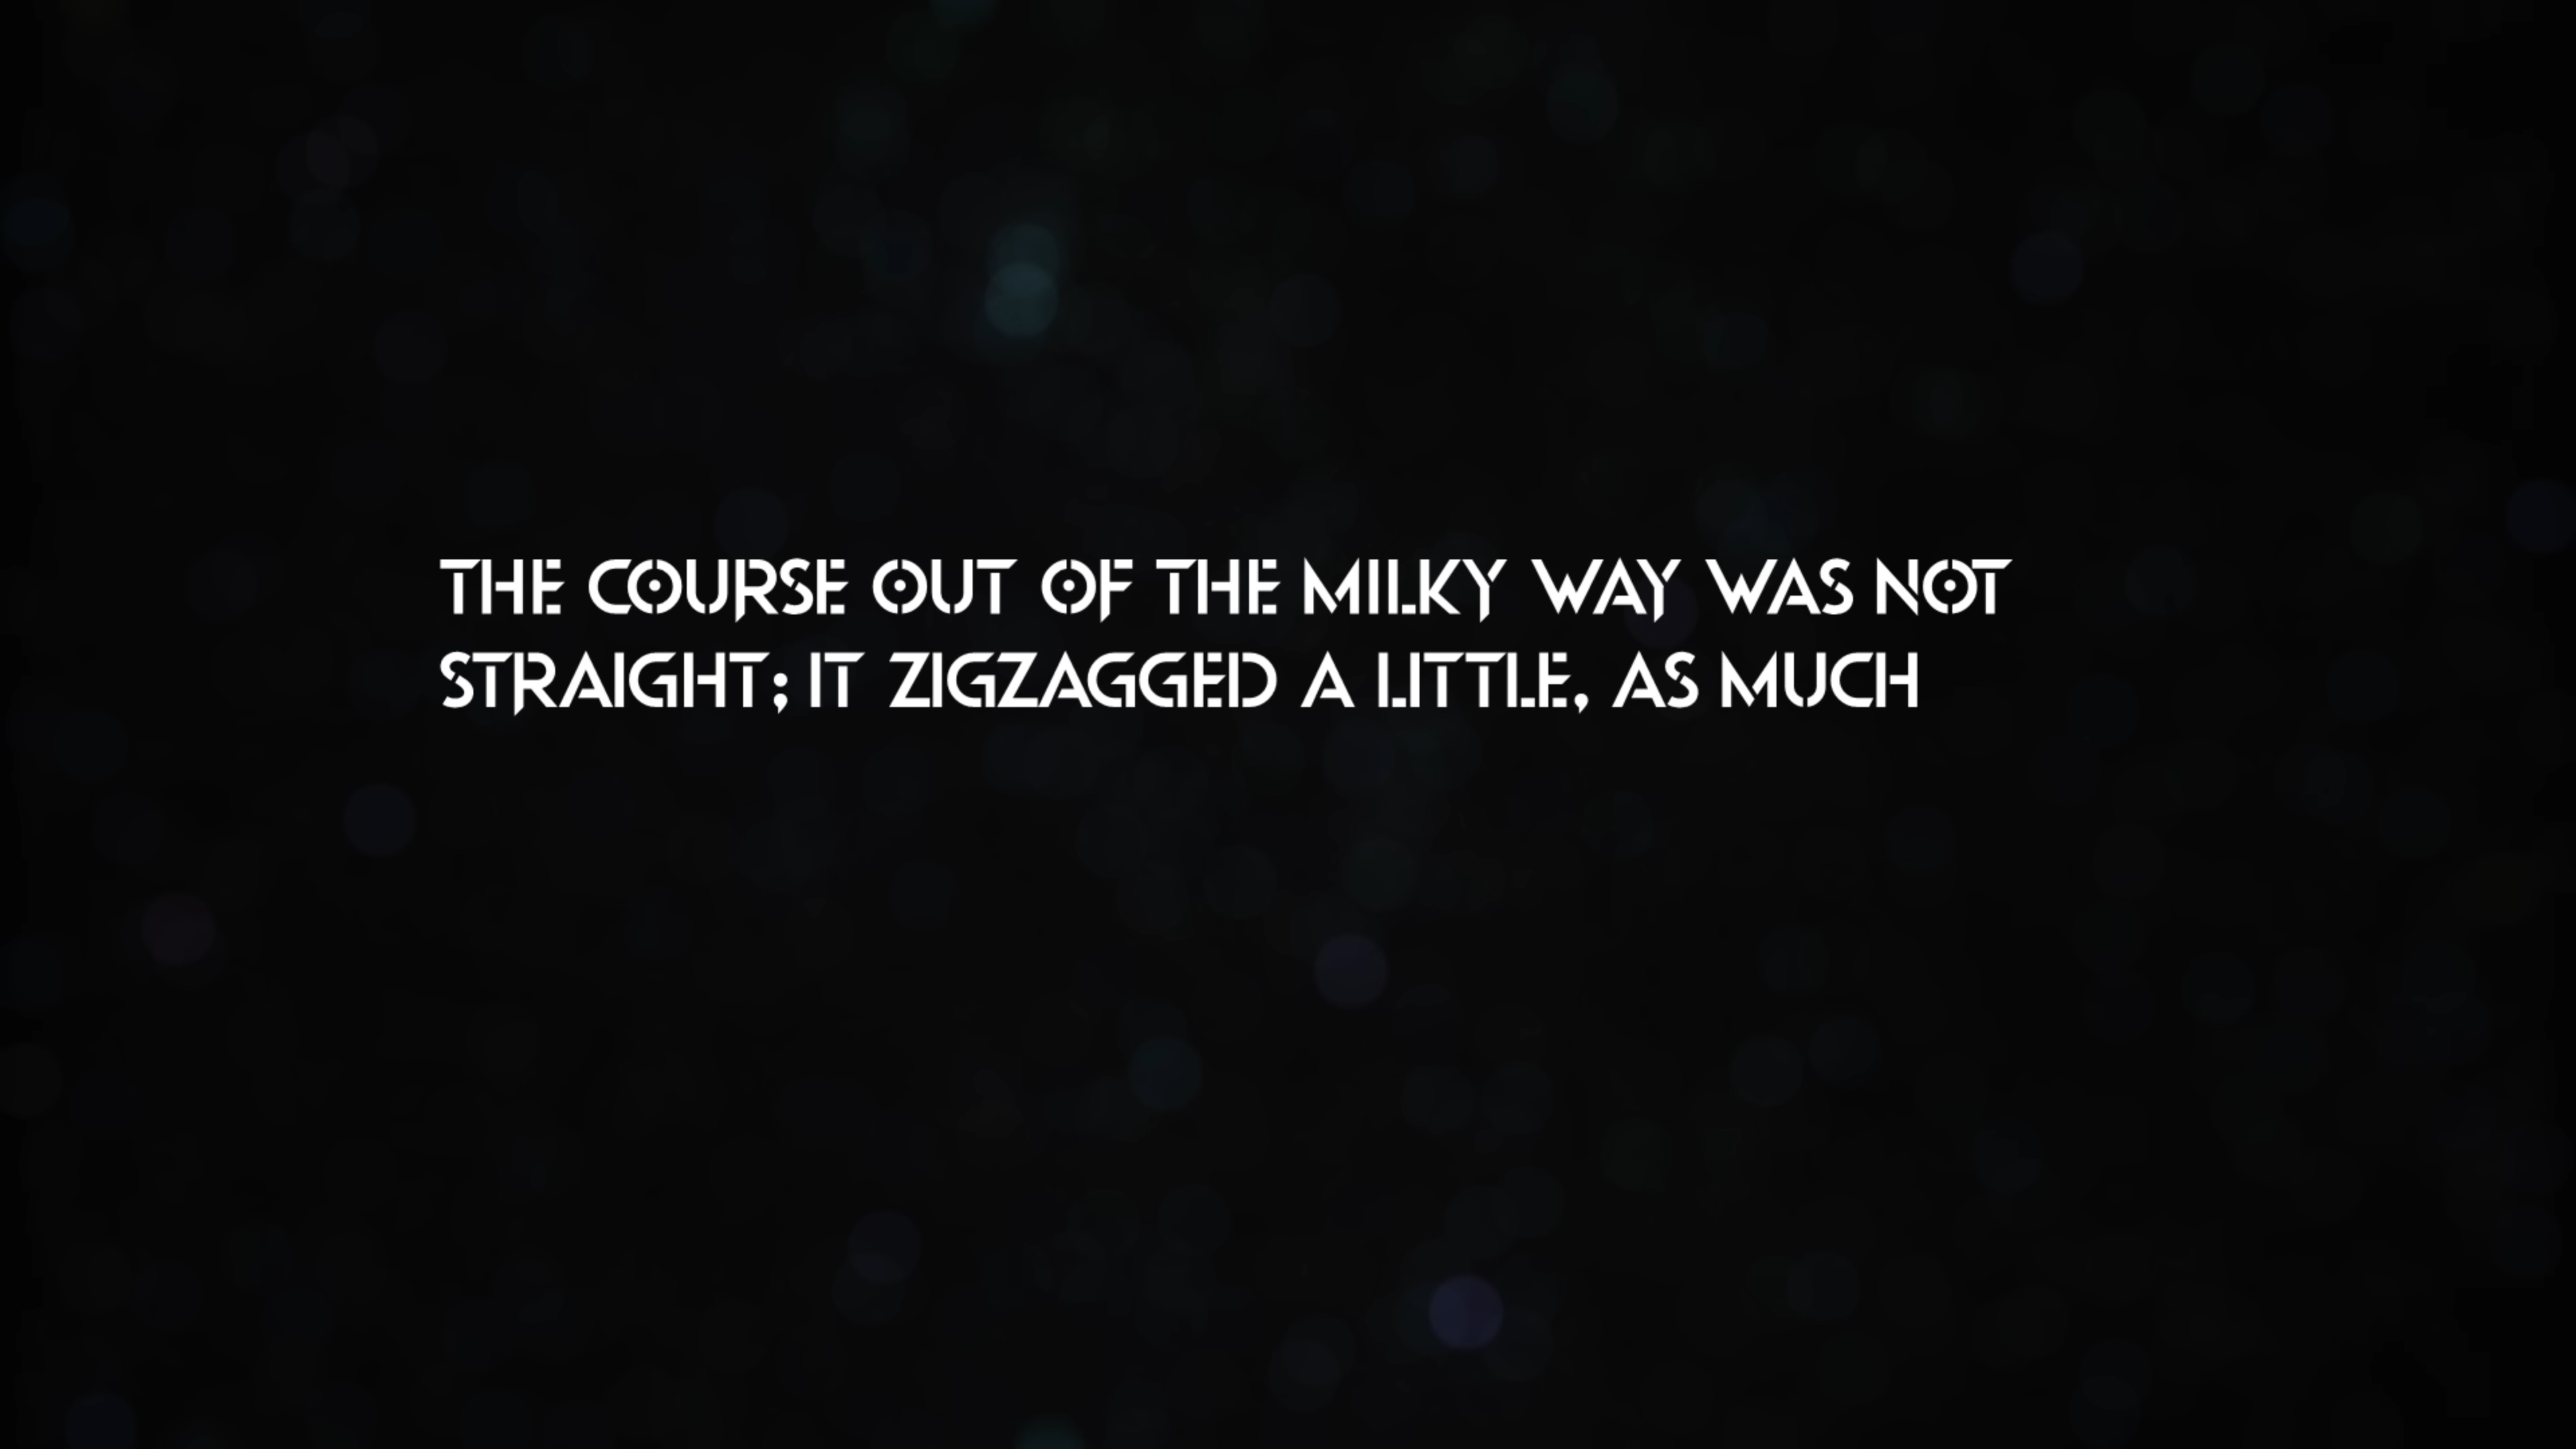 THE COURSE OUT OF THE MILKY WAY WAS NOT
STRAIGHT; IT ZIGZAGGED A LITTLE, AS MUCH